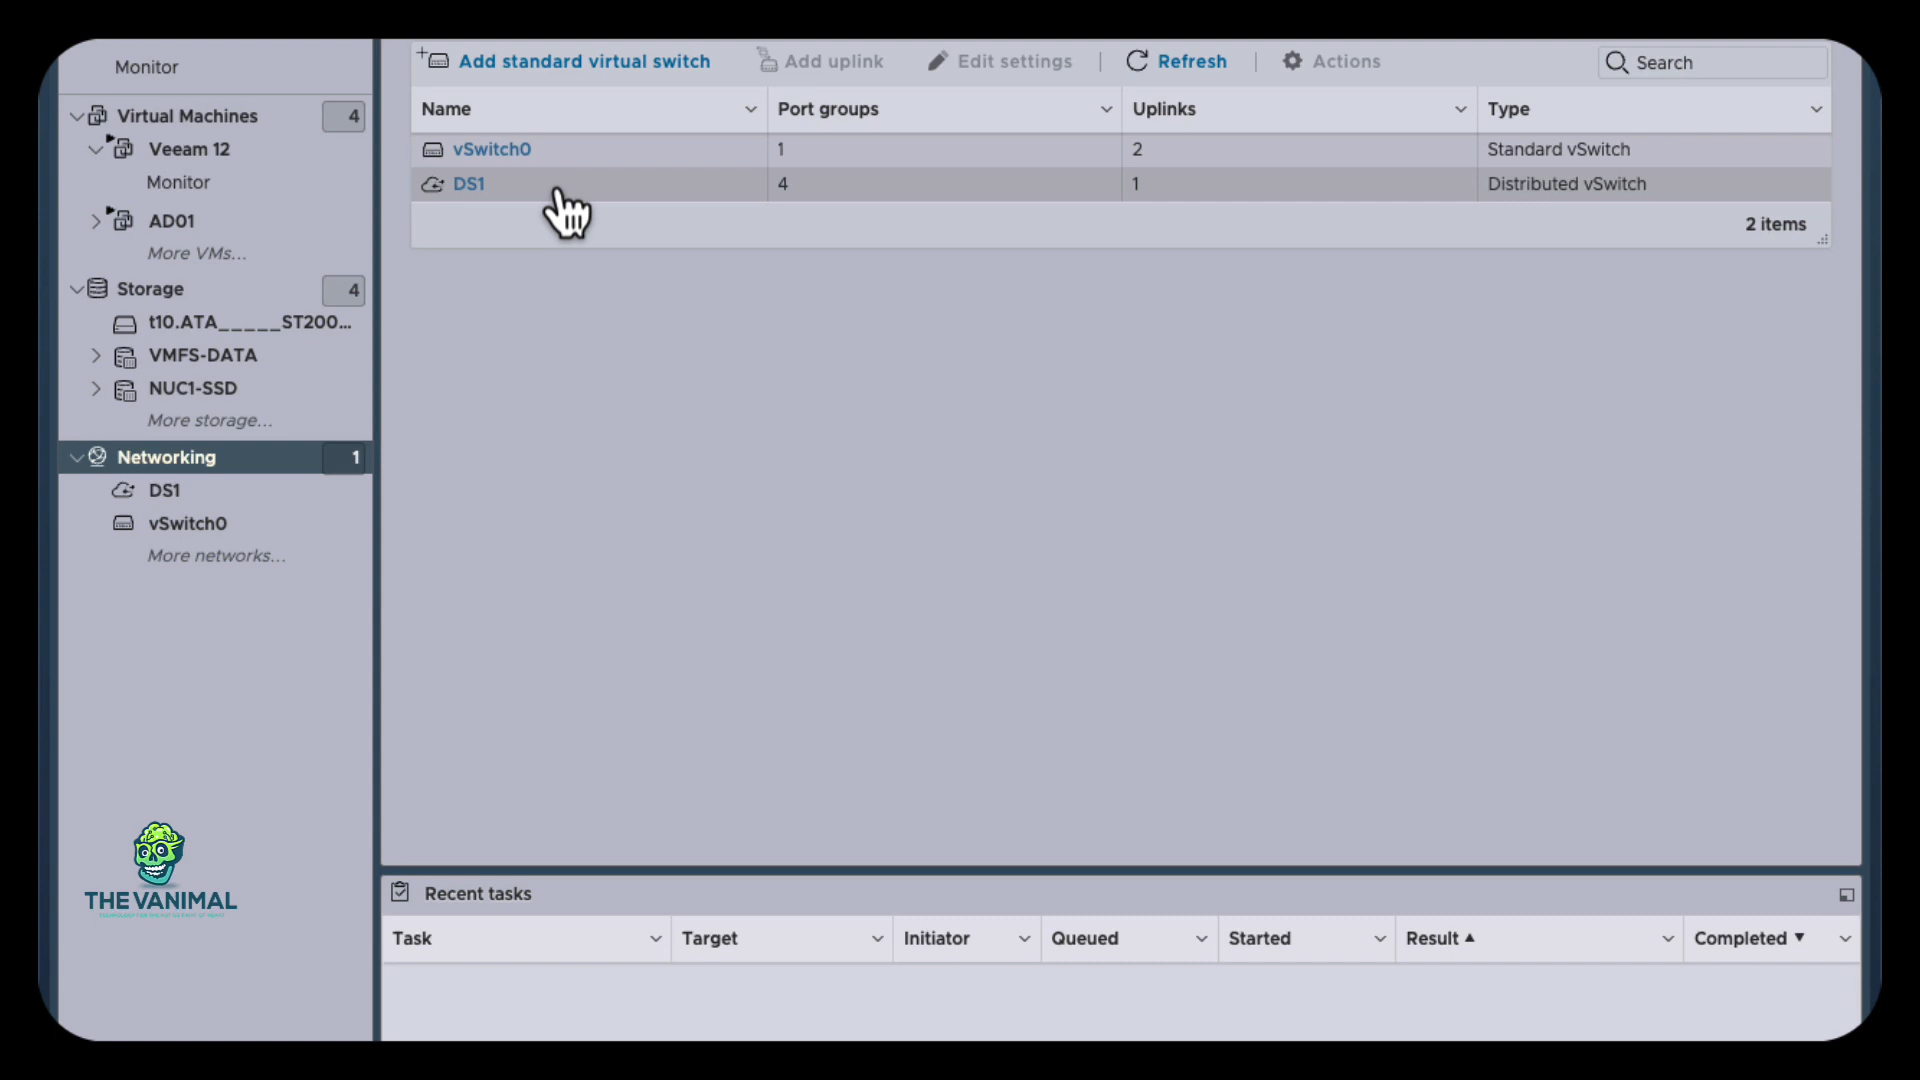 Monitor
Virtual Machines 4
Veeam 12
Monitor
AD01
More VMs...
Storage 4
t10.ATA_____ST200...
VMFS-DATA
NUC1-SSD
More storage...
Networking 1
DS1
vSwitch0
More networks...
THE VANIMAL
Add standard virtual switch Add uplink Edit settings | Refresh | Actions Search
Name Port groups Uplinks Type
vSwitch0 1 2 Standard vSwitch
DS1 4 1 Distributed vSwitch
2 items
Recent tasks
Task Target Initiator Queued Started Result ▲ Completed ▼